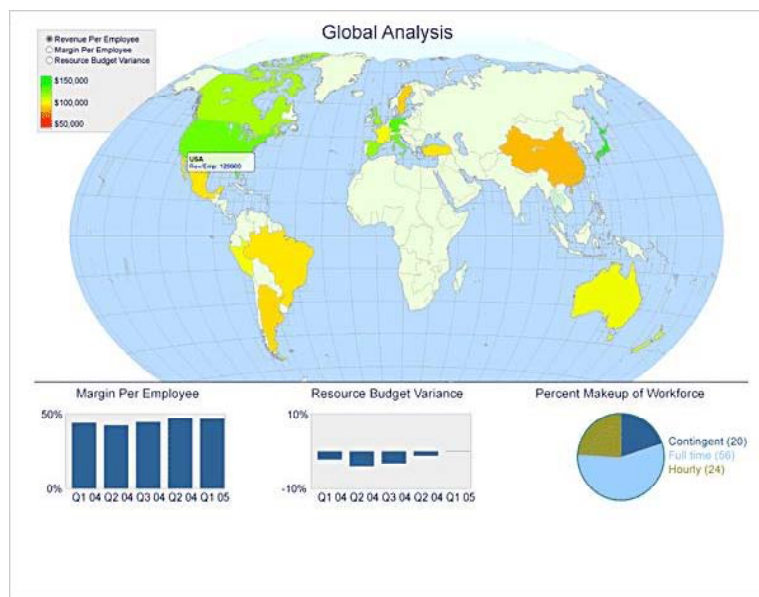 Global Analysis
Revenue Per Employee
Margin Per Employee
Resource Budget Variance
$150,000
$100,000
$50,000
USA
Rev/Emp:
Margin Per Employee
50%
0%
Q1 04 Q2 04 Q3 04 Q2 04 Q1 05
Resource Budget Variance
10%
-10%
Q1 04 Q2 04 Q3 04 Q2 04 Q1 05
Percent Makeup of Workforce
Contingent (20)
Full time (56)
Hourly (24)